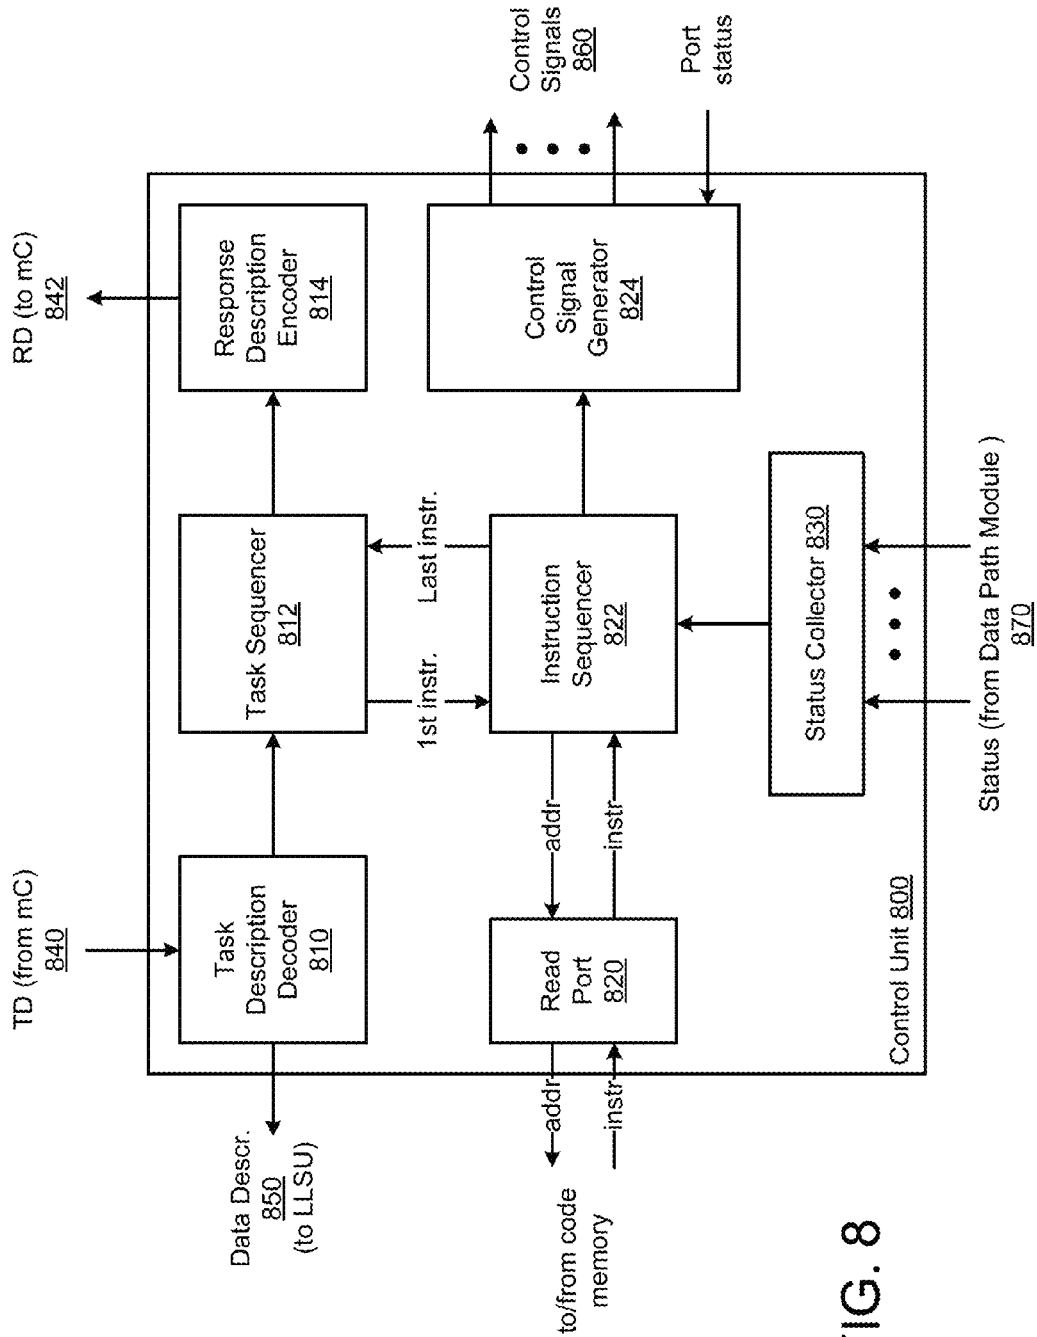 TD (from mC)
840
RD (to mC)
842
Data Descr.
850
(to LLSU)
Task
Description
Decoder
810
Task Sequencer
812
Response
Description
Encoder
814
1st instr.
Last instr.
to/from code
memory
addr
instr
Read
Port
820
addr
instr
Instruction
Sequencer
822
Control
Signal
Generator
824
Control
Signals
860
Port
status
Status Collector 830
Control Unit 800
Status (from Data Path Module)
870
FIG. 8